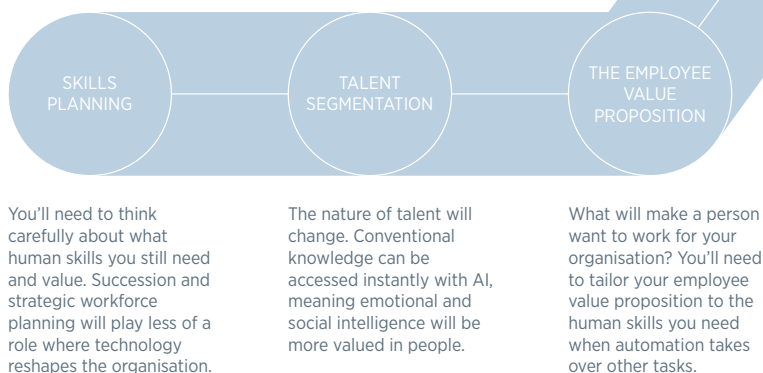 SKILLS
PLANNING
TALENT
SEGMENTATION
THE EMPLOYEE
VALUE
PROPOSITION
You’ll need to think
carefully about what
human skills you still need
and value. Succession and
strategic workforce
planning will play less of a
role where technology
reshapes the organisation.
The nature of talent will
change. Conventional
knowledge can be
accessed instantly with AI,
meaning emotional and
social intelligence will be
more valued in people.
What will make a person
want to work for your
organisation? You’ll need
to tailor your employee
value proposition to the
human skills you need
when automation takes
over other tasks.